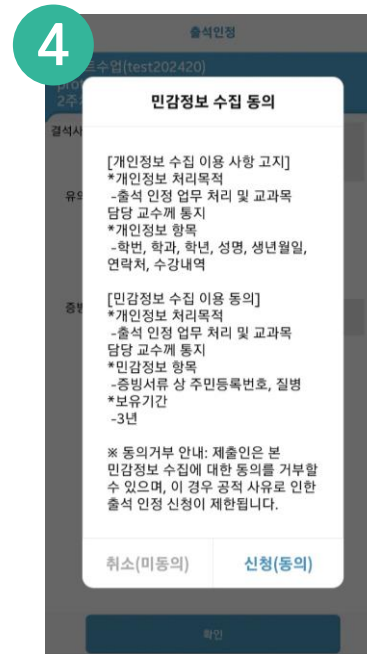 4
출석인정
트수업(test202420)
2주
결석사
유의
증빙
민감정보 수집 동의
[개인정보 수집 이용 사항 고지]
*개인정보 처리목적
-출석 인정 업무 처리 및 교과목
담당 교수께 통지
*개인정보 항목
-학번, 학과, 학년, 성명, 생년월일,
연락처, 수강내역
[민감정보 수집 이용 동의]
*개인정보 처리목적
-출석 인정 업무 처리 및 교과목
담당 교수께 통지
*민감정보 항목
-증빙서류 상 주민등록번호, 질병
*보유기간
-3년
※ 동의거부 안내: 제출인은 본
민감정보 수집에 대한 동의를 거부할
수 있으며, 이 경우 공적 사유로 인한
출석 인정 신청이 제한됩니다.
취소(미동의)
신청(동의)
확인